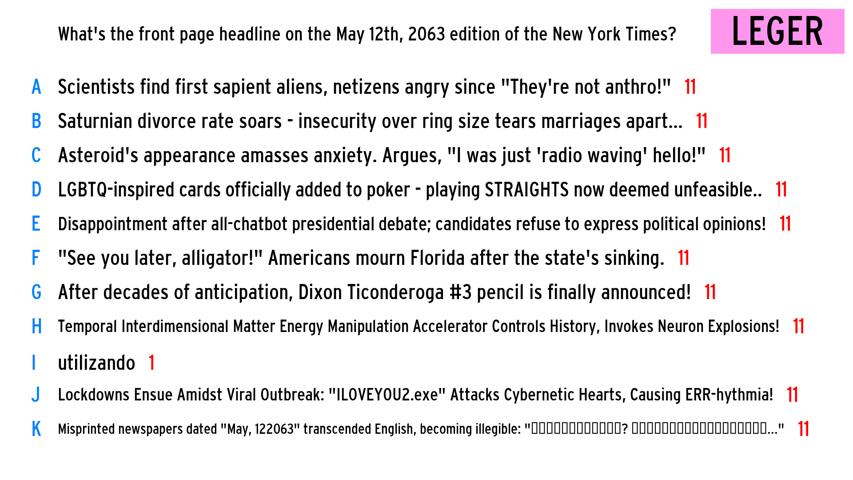 What's the front page headline on the May 12th, 2063 edition of the New York Times?
LEGER
A Scientists find first sapient aliens, netizens angry since "They're not anthro!" 11
B Saturnian divorce rate soars - insecurity over ring size tears marriages apart... 11
C Asteroid's appearance amasses anxiety. Argues, "I was just 'radio waving' hello!" 11
D LGBTQ-inspired cards officially added to poker - playing STRAIGHTS now deemed unfeasible.. 11
E Disappointment after all-chatbot presidential debate; candidates refuse to express political opinions! 11
F "See you later, alligator!" Americans mourn Florida after the state's sinking. 11
G After decades of anticipation, Dixon Ticonderoga #3 pencil is finally announced! 11
H Temporal Interdimensional Matter Energy Manipulation Accelerator Controls History, Invokes Neuron Explosions! 11
I utilizando 1
J Lockdowns Ensue Amidst Viral Outbreak: "ILOVEYOU2.exe" Attacks Cybernetic Hearts, Causing ERR-hythmia! 11
K Misprinted newspapers dated "May, 122063" transcended English, becoming illegible: "▯▯▯▯▯▯▯▯▯▯▯▯▯? ▯▯▯▯▯▯▯▯▯▯▯▯▯▯▯▯▯▯▯..." 11